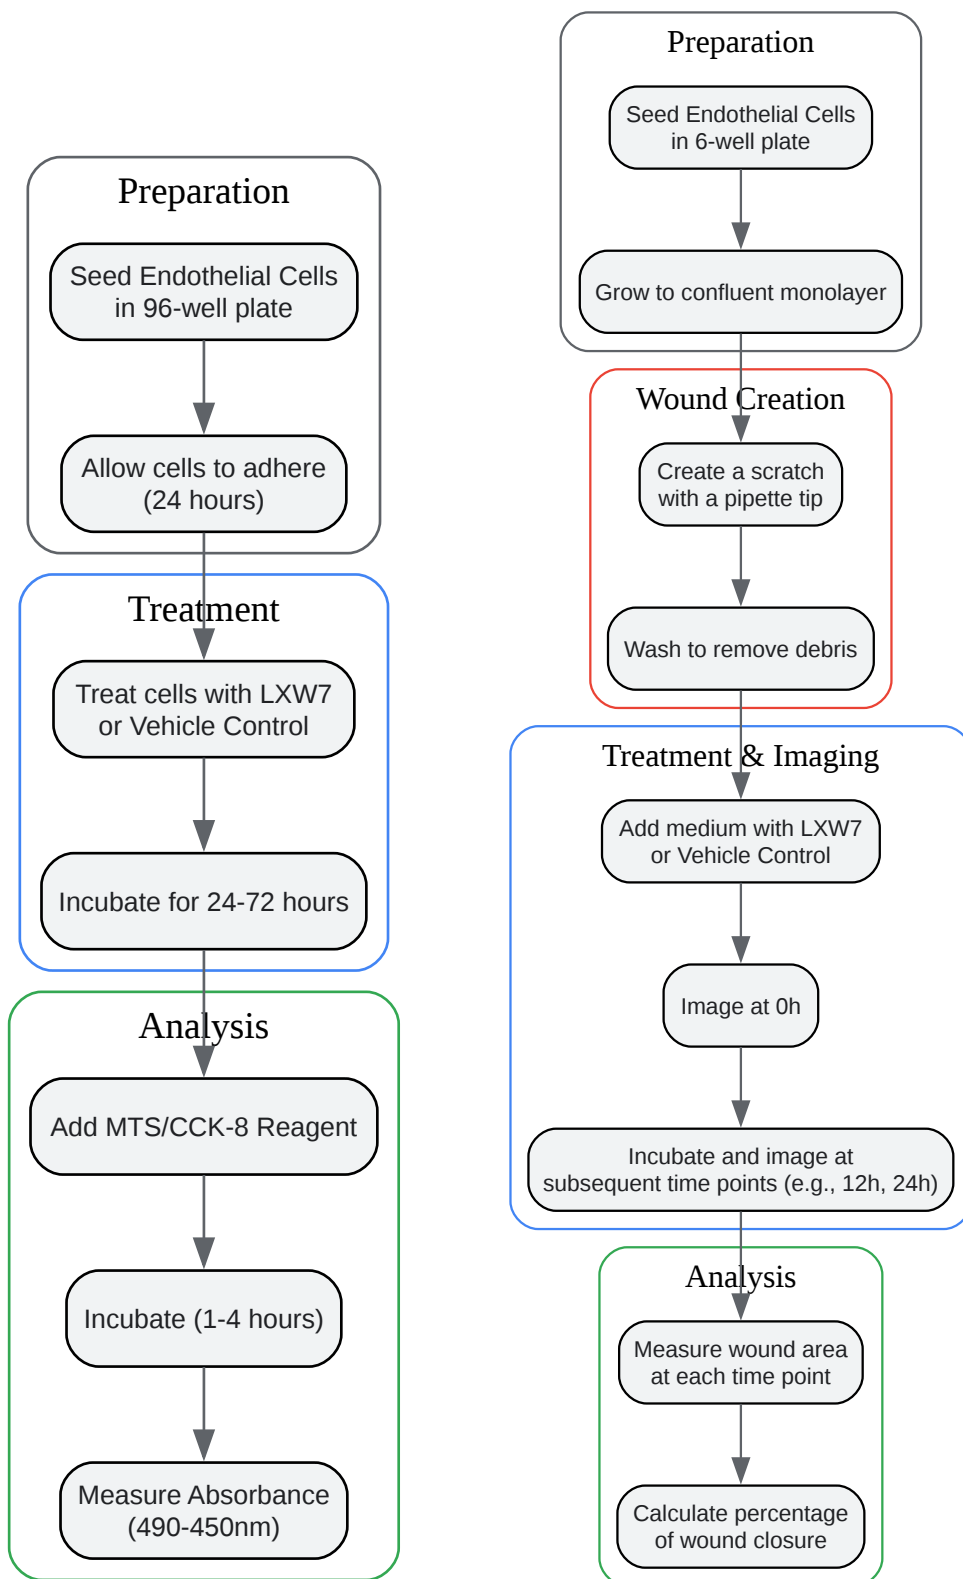 Preparation
Seed Endothelial Cells
in 96-well plate
Allow cells to adhere
(24 hours)
Treatment
Treat cells with LXW7
or Vehicle Control
Incubate for 24-72 hours
Analysis
Add MTS/CCK-8 Reagent
Incubate (1-4 hours)
Measure Absorbance
(490-450nm)
Preparation
Seed Endothelial Cells
in 6-well plate
Grow to confluent monolayer
Wound Creation
Create a scratch
with a pipette tip
Wash to remove debris
Treatment & Imaging
Add medium with LXW7
or Vehicle Control
Image at 0h
Incubate and image at
subsequent time points (e.g., 12h, 24h)
Analysis
Measure wound area
at each time point
Calculate percentage
of wound closure